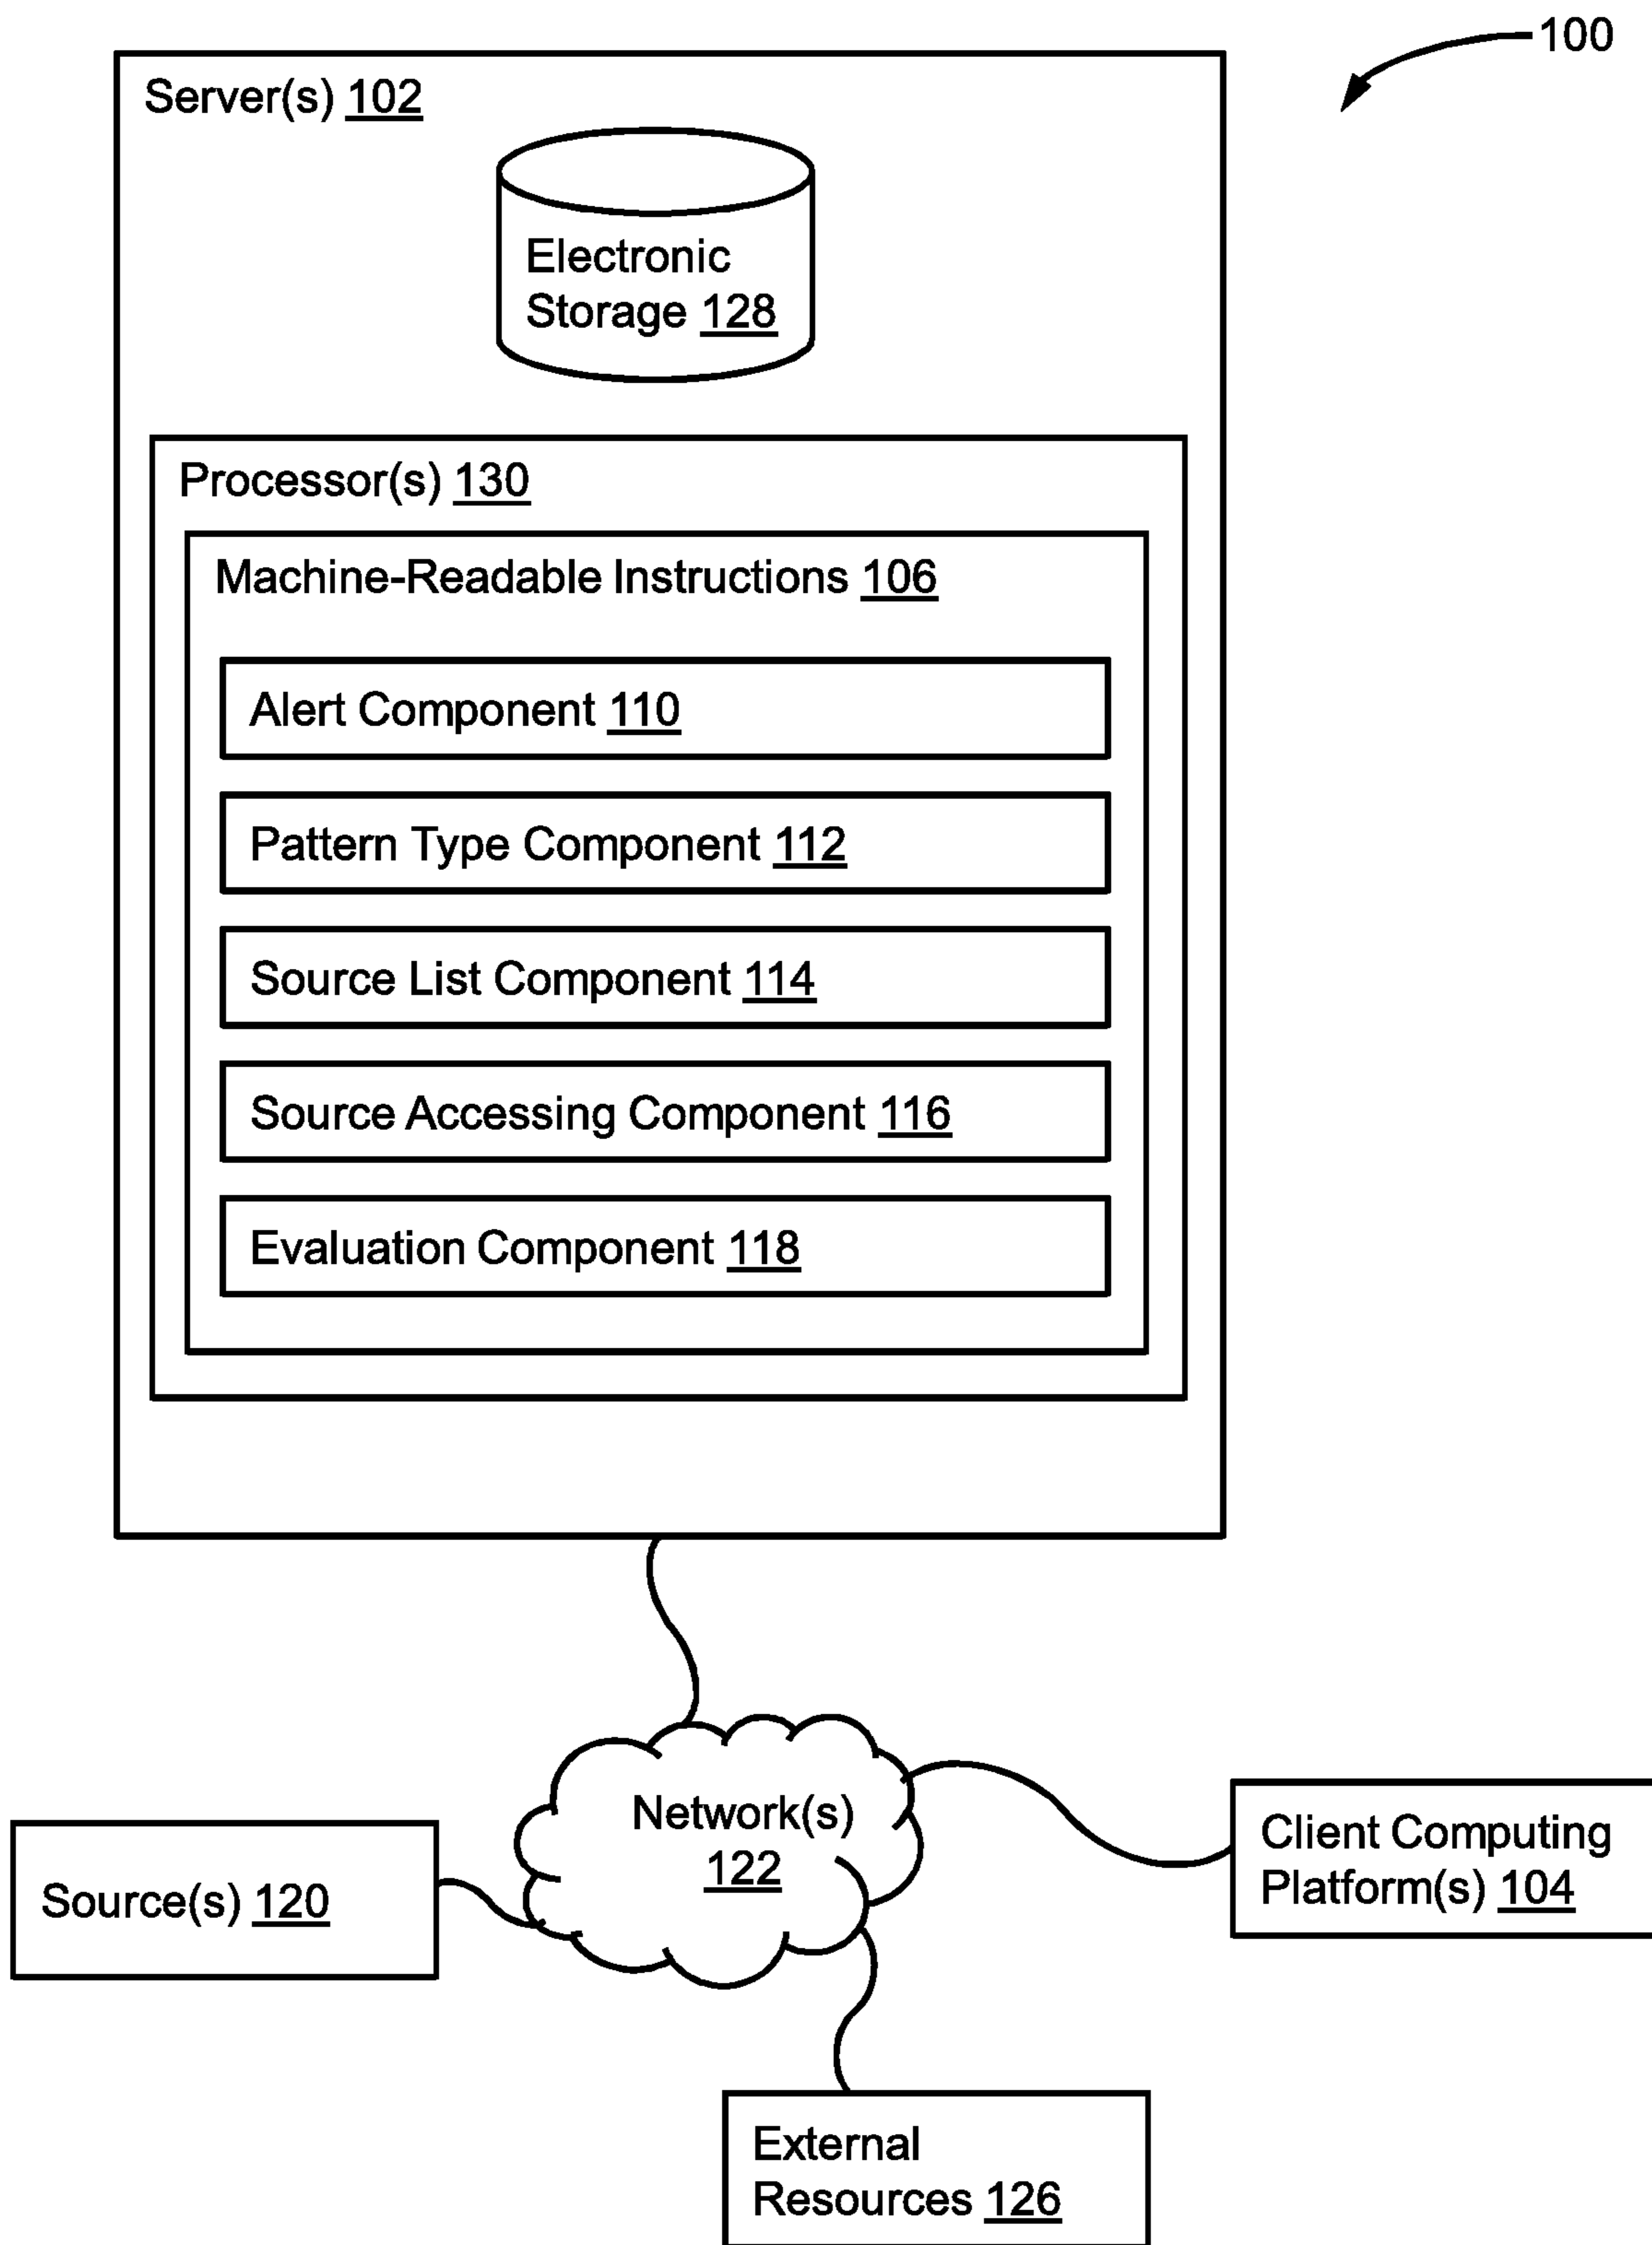 100
Server(s) 102
Electronic
Storage 128
Processor(s) 130
Machine-Readable Instructions 106
Alert Component 110
Pattern Type Component 112
Source List Component 114
Source Accessing Component 116
Evaluation Component 118
Network(s)
122
Client Computing
Platform(s) 104
Source(s) 120
External
Resources 126